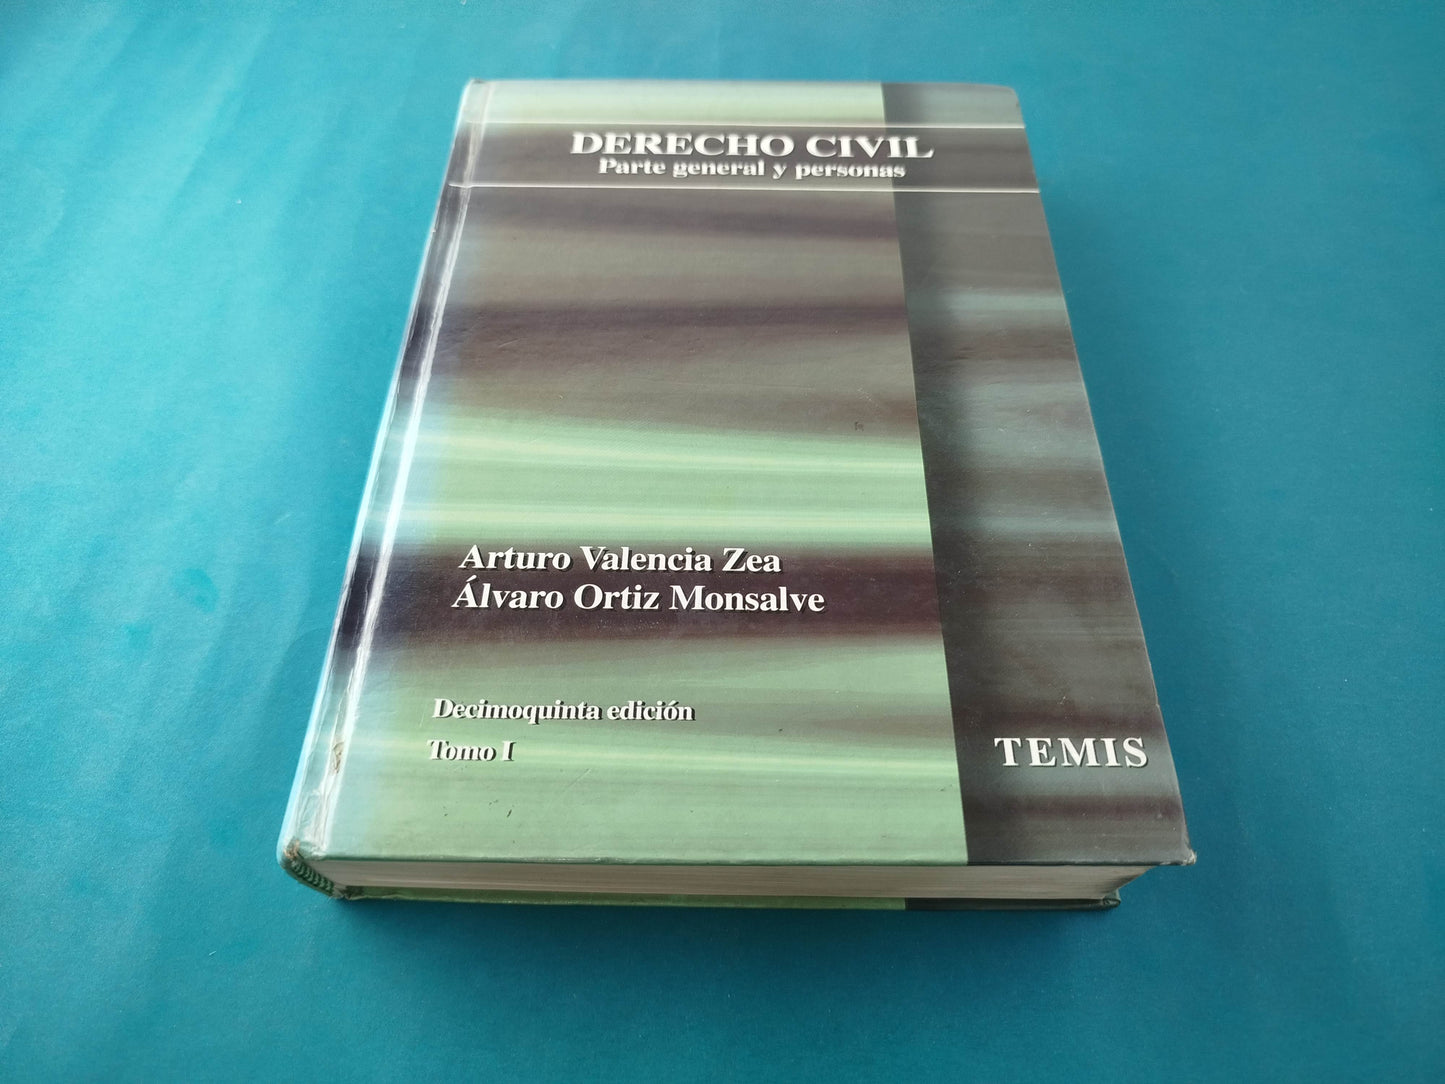 DERECHO CIVIL
Parte general y personas
Arturo Valencia Zea
Álvaro Ortiz Monsalve
Decimoquinta edición
Tomo I
TEMIS